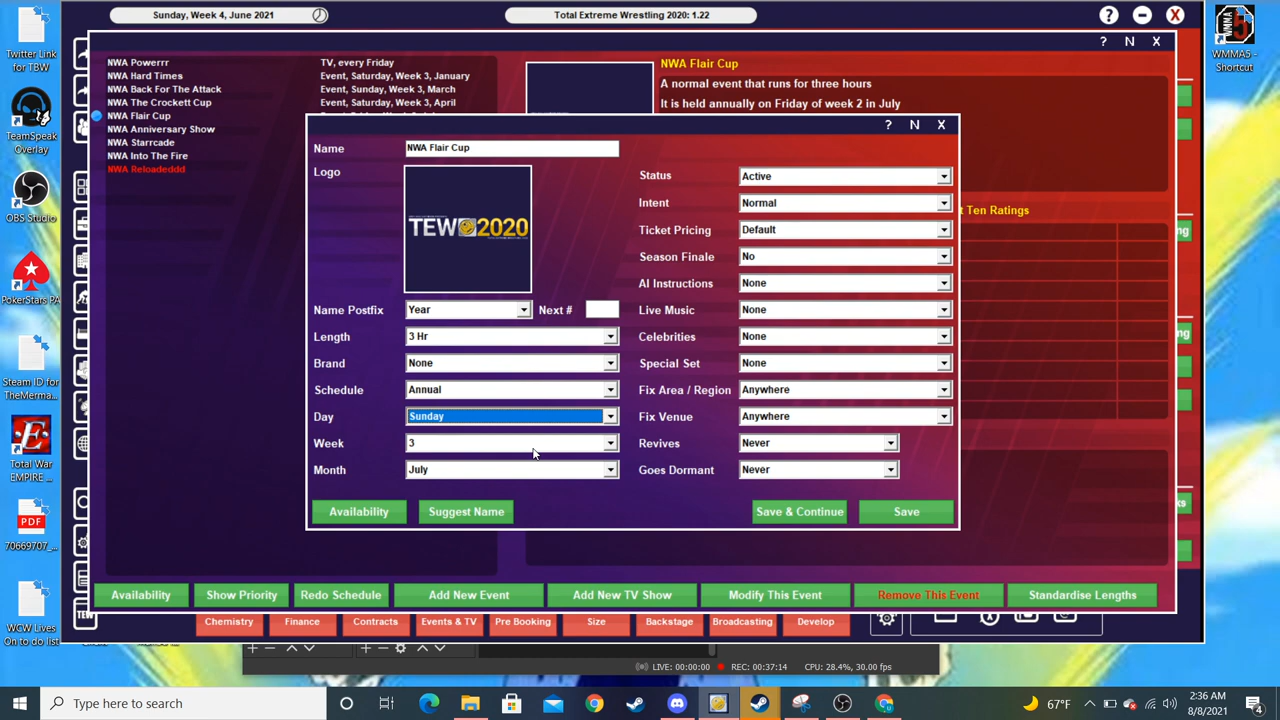 Twitter Link for TBW
TeamSpeak Overlay
OBS Studio
PokerStars PA
Steam ID for TheMerma...
Total War EMPIRE ...
PDF
70669707_...
WCW Lives On to do list
WMMA5 - Shortcut
Sunday, Week 4, June 2021
Total Extreme Wrestling 2020: 1.22
NWA Powerrr TV, every Friday
NWA Hard Times Event, Saturday, Week 3, January
NWA Back For The Attack Event, Sunday, Week 3, March
NWA The Crockett Cup Event, Saturday, Week 3, April
NWA Flair Cup
NWA Anniversary Show
NWA Starrcade
NWA Into The Fire
NWA Reloadeddd
NWA Flair Cup
A normal event that runs for three hours
It is held annually on Friday of week 2 in July
t Ten Ratings
? N X
? N X
Name NWA Flair Cup
Logo
TEW 2020
Name Postfix Year Next #
Length 3 Hr
Brand None
Schedule Annual
Day Sunday
Week 3
Month July
Status Active
Intent Normal
Ticket Pricing Default
Season Finale No
AI Instructions None
Live Music None
Celebrities None
Special Set None
Fix Area / Region Anywhere
Fix Venue Anywhere
Revives Never
Goes Dormant Never
Availability Suggest Name Save & Continue Save
Availability Show Priority Redo Schedule Add New Event Add New TV Show Modify This Event Remove This Event Standardise Lengths
TEW Chemistry Finance Contracts Events & TV Pre Booking Size Backstage Broadcasting Develop
LIVE: 00:00:00 REC: 00:37:14 CPU: 28.4%, 30.00 fps
Type here to search
67°F
2:36 AM
8/8/2021
4